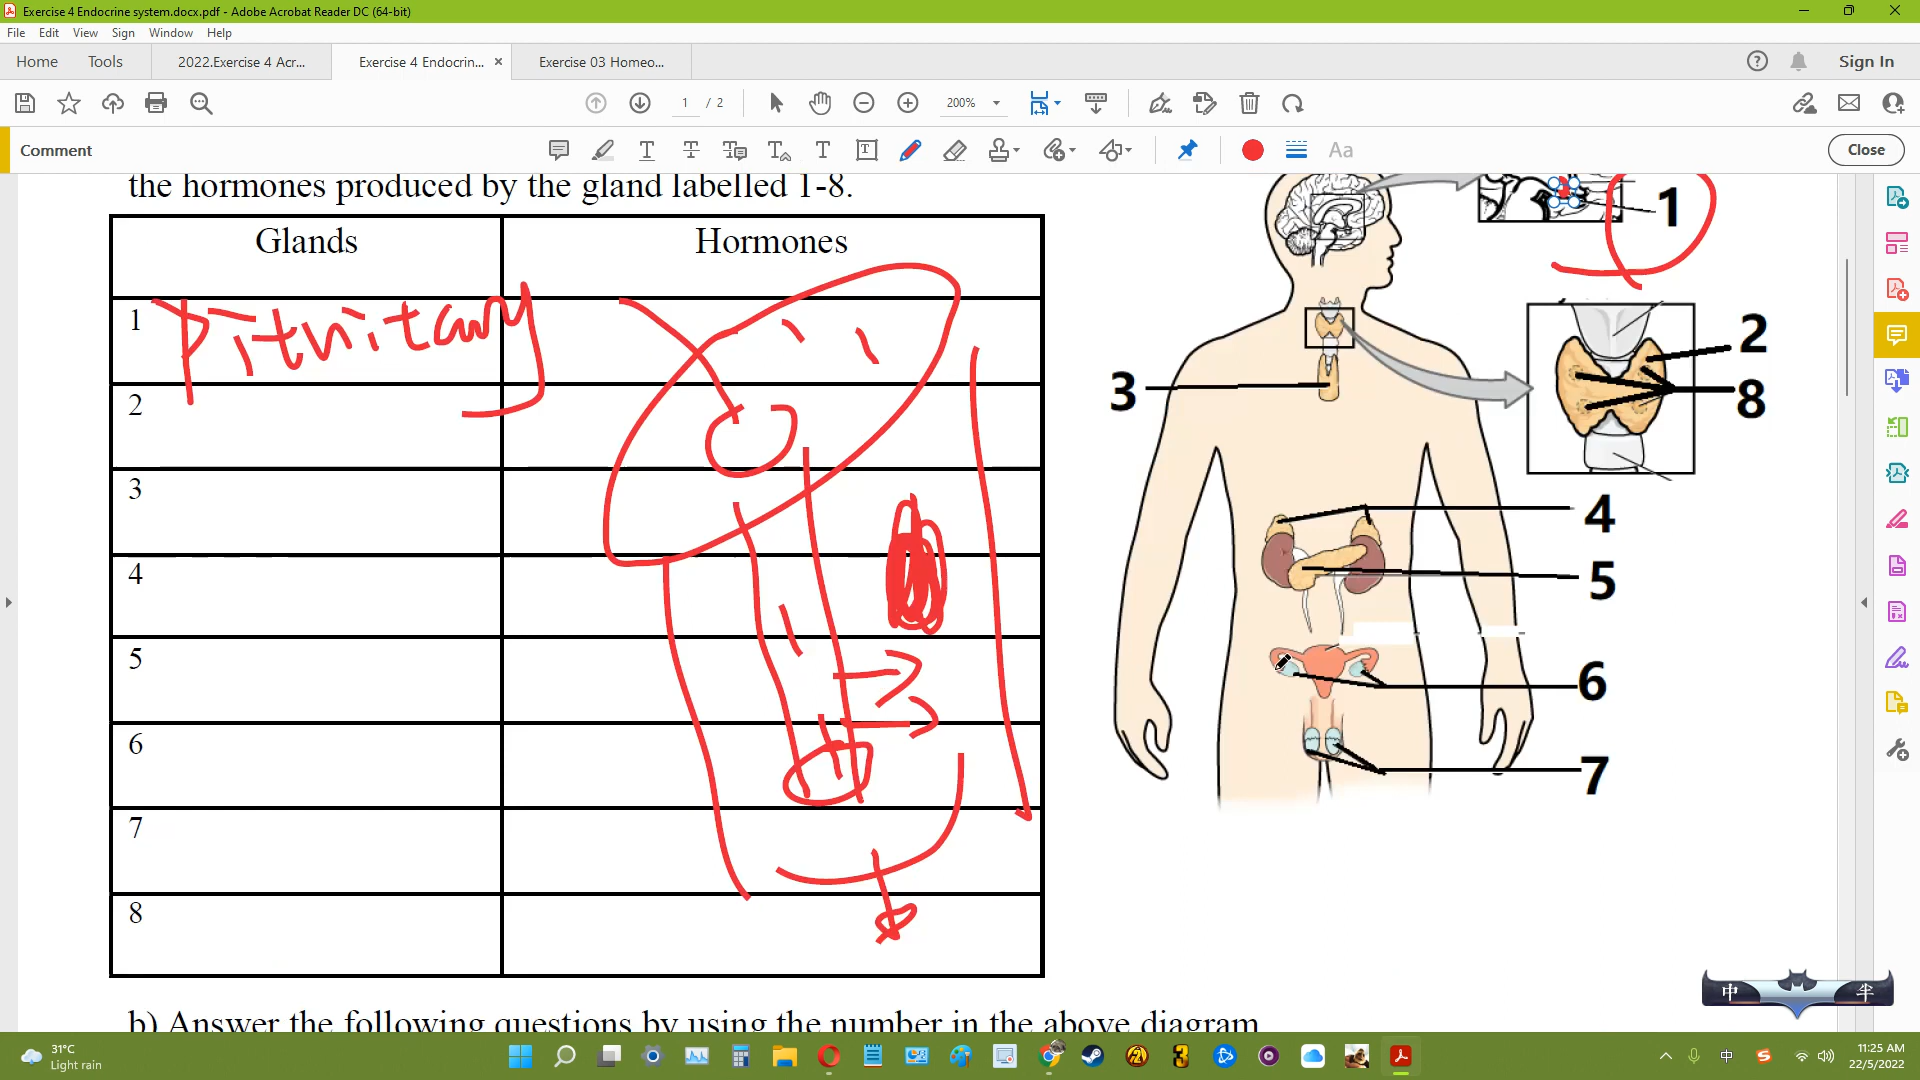 Exercise 4 Endocrine system.docx.pdf - Adobe Acrobat Reader DC (64-bit)
File Edit View Sign Window Help
Home Tools 2022.Exercise 4 Acr... Exercise 4 Endocrin... × Exercise 03 Homeo... Sign In
1 / 2 200%
Comment Close
the hormones produced by the gland labelled 1-8.
Glands Hormones
1 Pituitary
2
3
4
5
6
7
8
1
2
3
8
4
5
6
7
b) Answer the following questions by using the number in the above diagram
中
31°C
Light rain
中
11:25 AM
22/5/2022